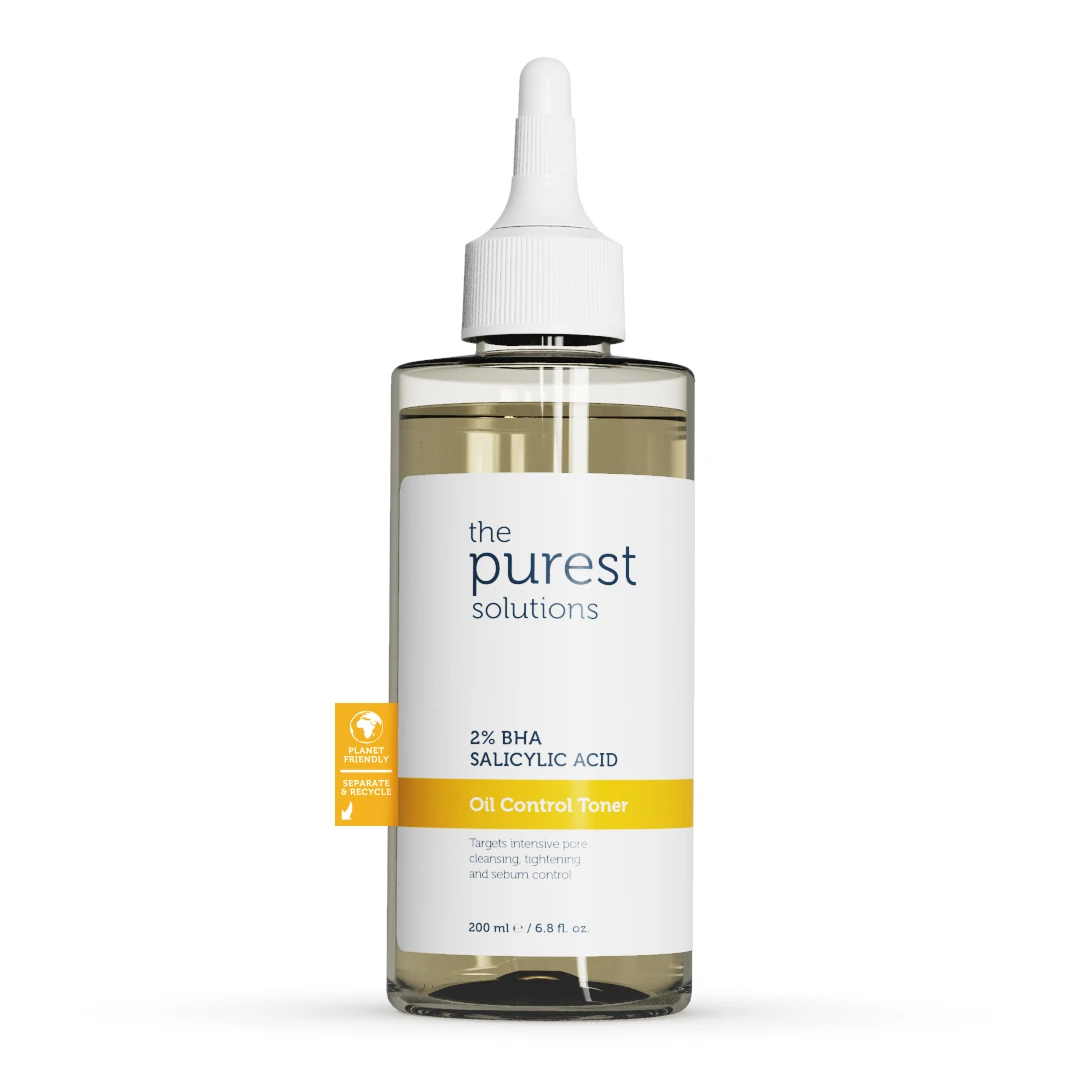 the
purest
solutions
2% BHA
SALICYLIC ACID
Oil Control Toner
Targets intensive pore
cleansing, tightening
and sebum control
200 ml ℮ / 6.8 fl. oz.
PLANET
FRIENDLY
SEPARATE
& RECYCLE